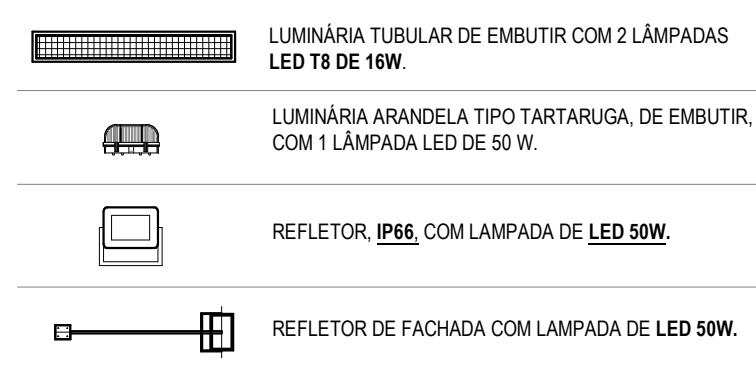 LUMINÁRIA TUBULAR DE EMBUTIR COM 2 LÂMPADAS
LED T8 DE 16W.
LUMINÁRIA ARANDELA TIPO TARTARUGA, DE EMBUTIR,
COM 1 LÂMPADA LED DE 50 W.
REFLETOR, IP66, COM LAMPADA DE LED 50W.
REFLETOR DE FACHADA COM LAMPADA DE LED 50W.